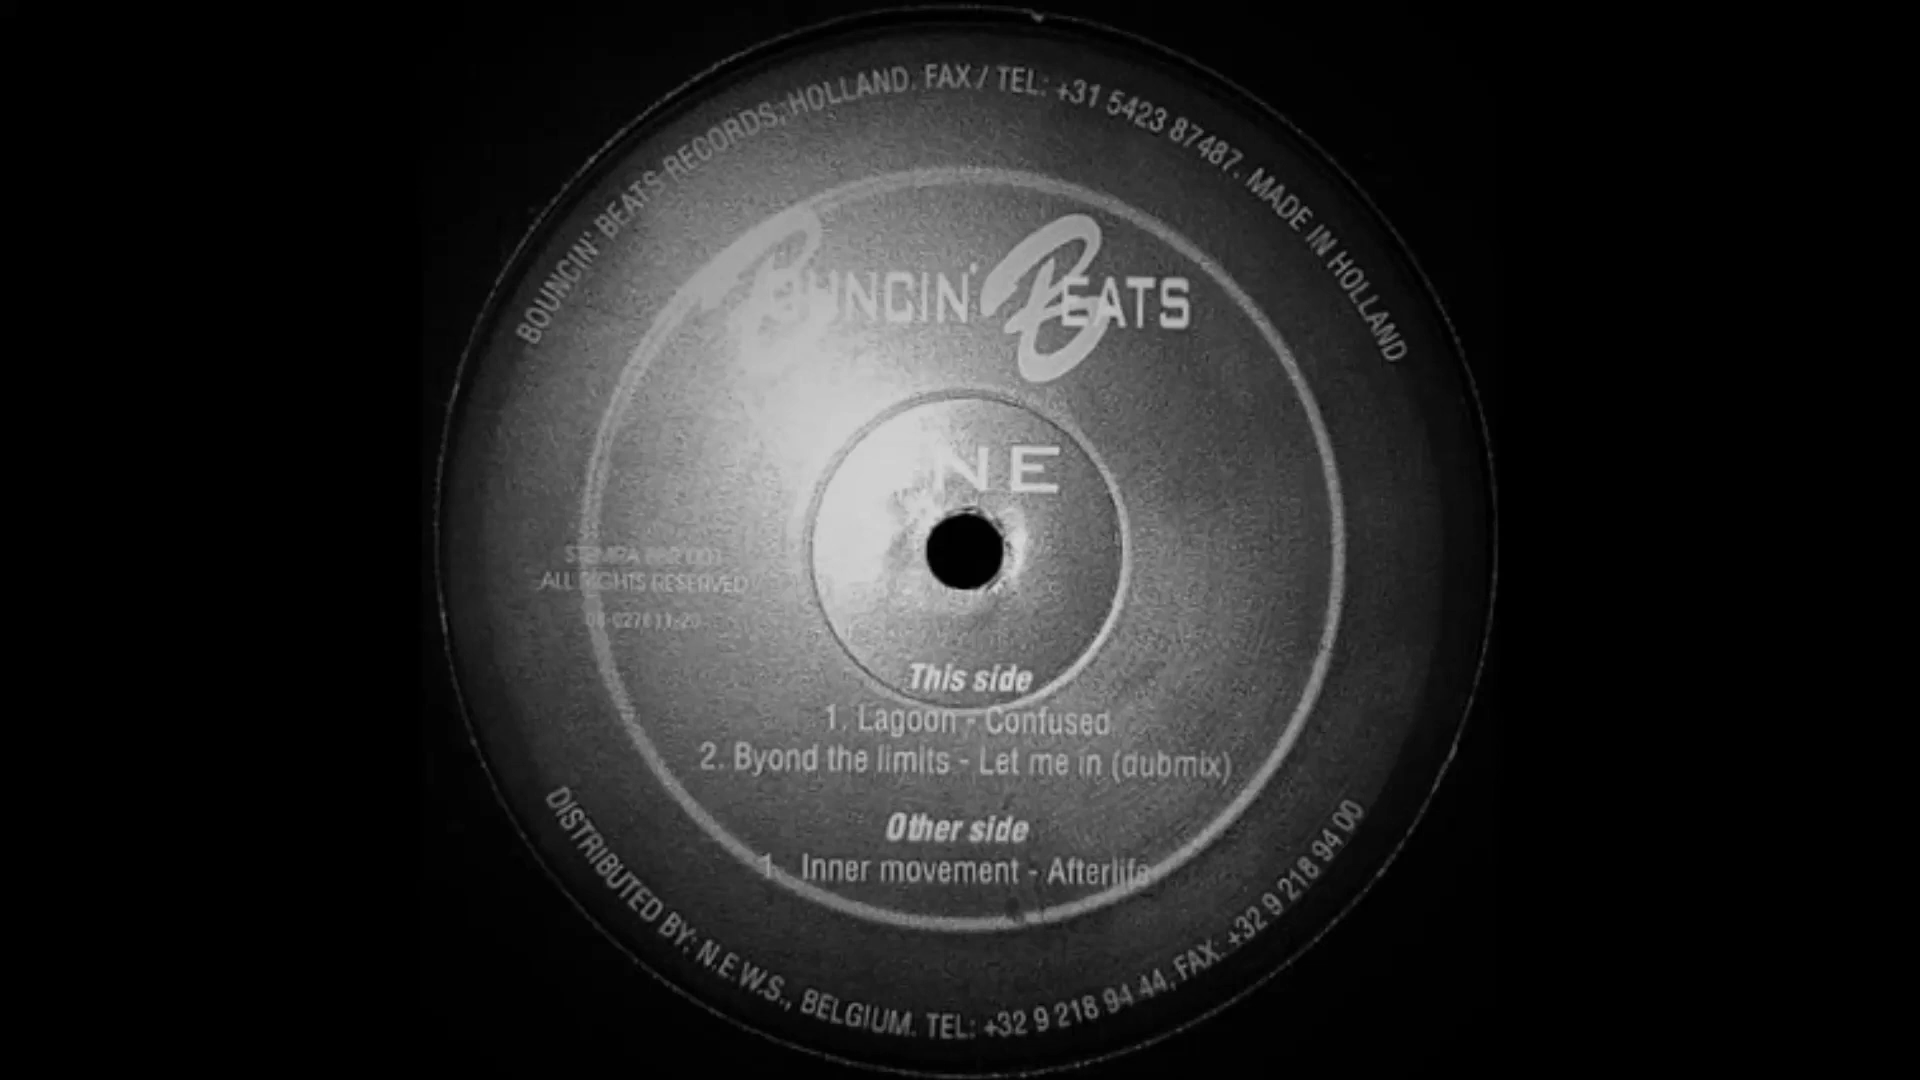 BOUNCIN' BEATS RECORDS, HOLLAND. FAX / TEL: +31 5423 87487. MADE IN HOLLAND
BOUNCIN' BEATS
NE
ALL RIGHTS RESERVED
This side
1. Lagoon - Confused
2. Byond the limits - Let me in (dubmix)
Other side
1. Inner movement - Afterlife
DISTRIBUTED BY: N.E.W.S., BELGIUM. TEL: +32 9 218 94 44, FAX: +32 9 218 94 00